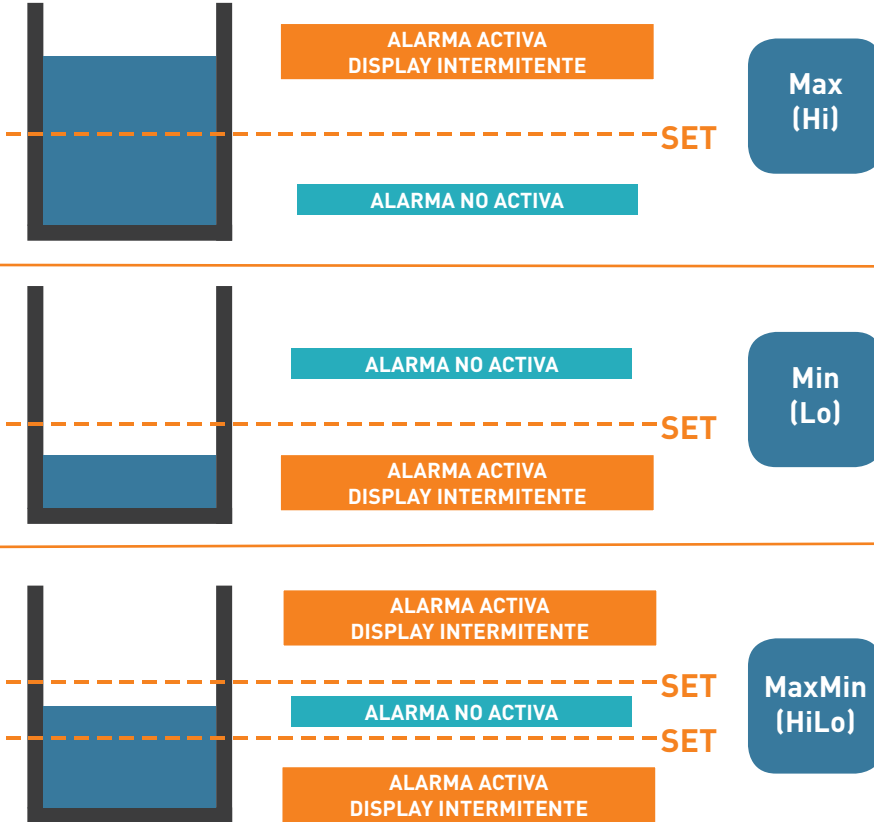 ALARMA ACTIVA
DISPLAY INTERMITENTE
SET
ALARMA NO ACTIVA
Max
(Hi)
ALARMA NO ACTIVA
SET
ALARMA ACTIVA
DISPLAY INTERMITENTE
Min
(Lo)
ALARMA ACTIVA
DISPLAY INTERMITENTE
SET
ALARMA NO ACTIVA
SET
ALARMA ACTIVA
DISPLAY INTERMITENTE
MaxMin
(HiLo)